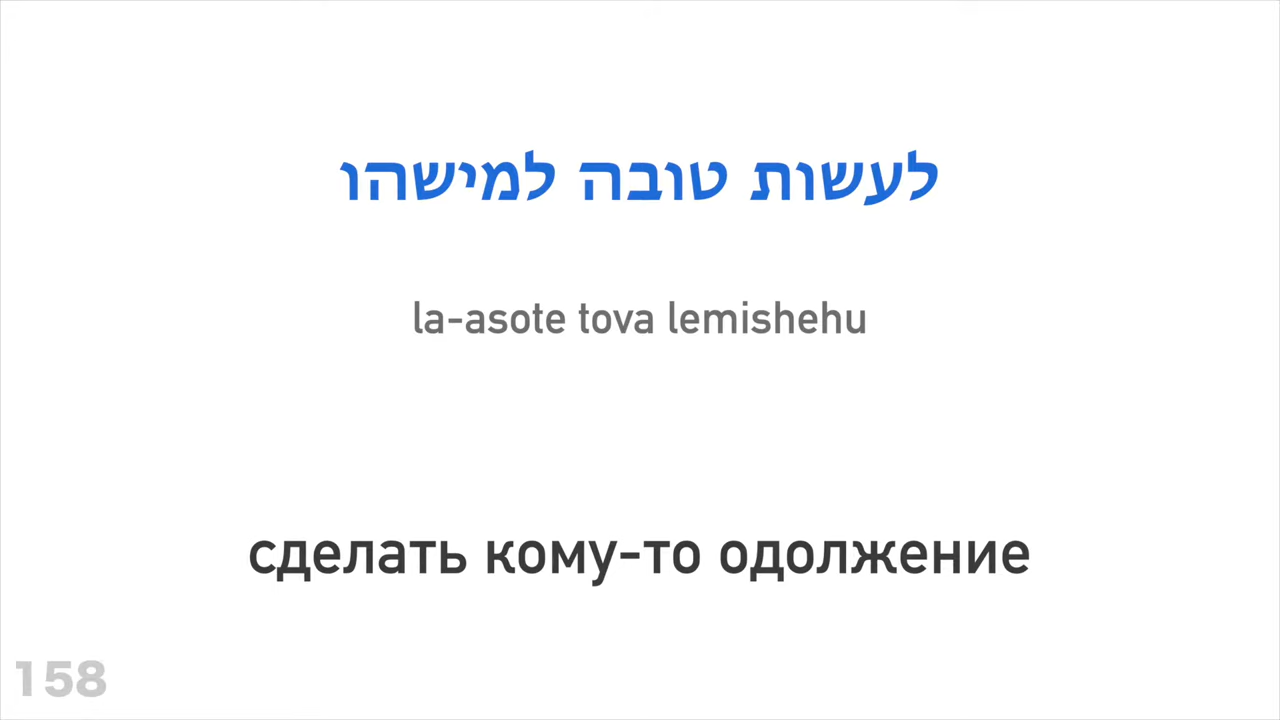 לעשות טובה למישהו
la-asote tova lemishehu
сделать кому-то одолжение
158